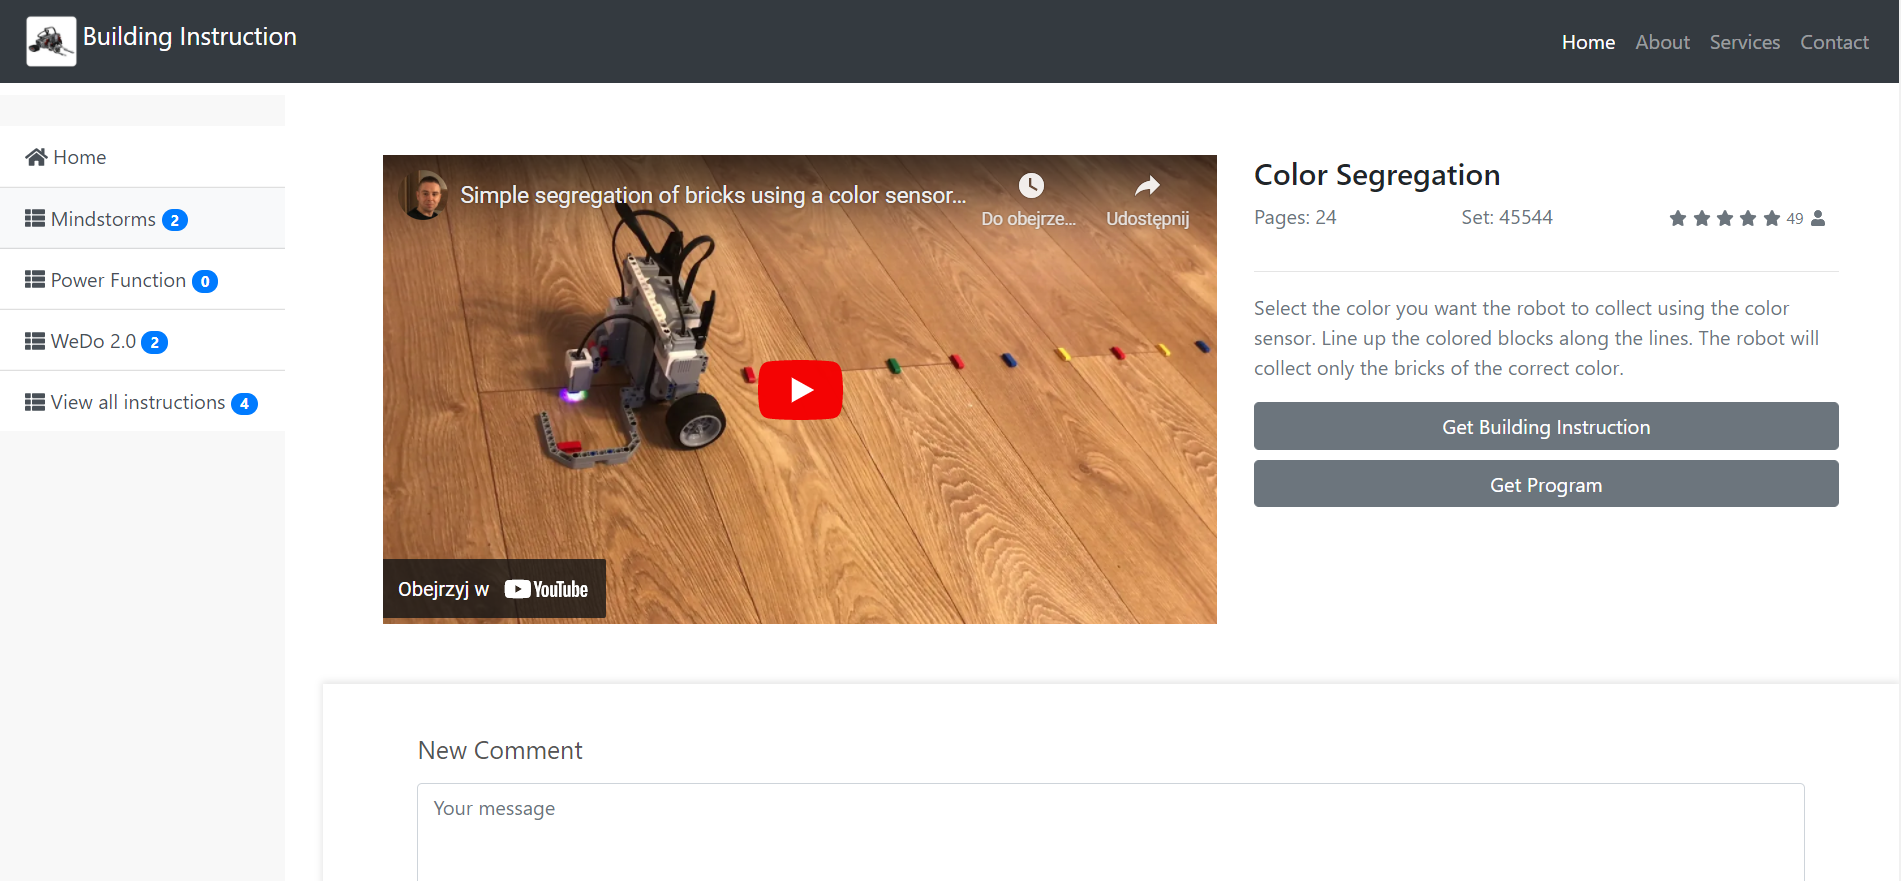 Building Instruction
Home About Services Contact
Home
Mindstorms 2
Power Function 0
WeDo 2.0 2
View all instructions 4
Simple segregation of bricks using a color sensor...
Do obejrze...
Udostępnij
Obejrzyj w YouTube
Color Segregation
Pages: 24 Set: 45544 49
Select the color you want the robot to collect using the color
sensor. Line up the colored blocks along the lines. The robot will
collect only the bricks of the correct color.
Get Building Instruction
Get Program
New Comment
Your message